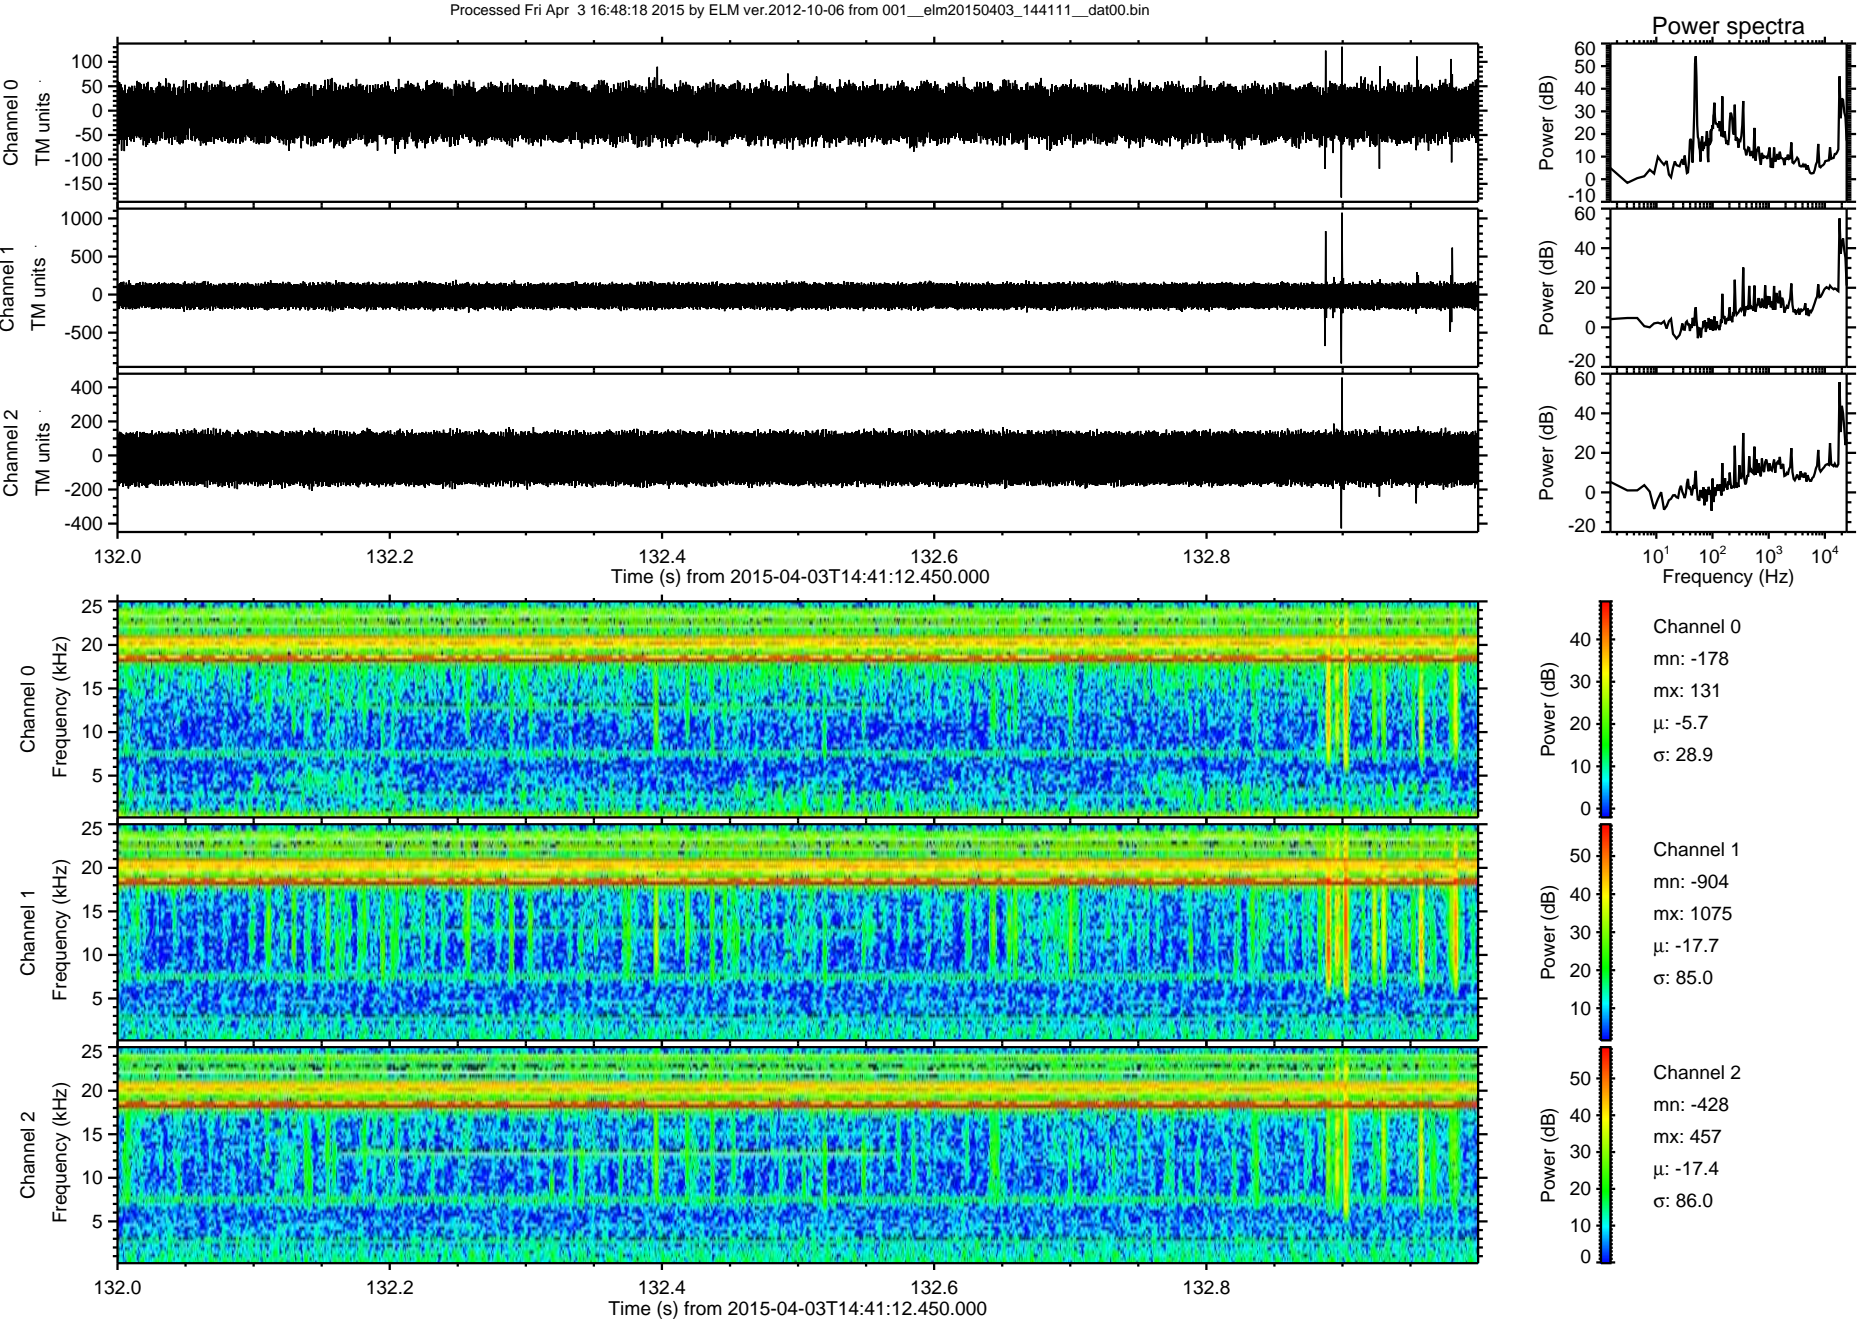 Processed Fri Apr  3 16:48:18 2015 by ELM ver.2012-10-06 from 001__elm20150403_144111__dat00.bin
Power spectra
Channel 0
TM units
100
50
0
-50
-100
-150
Power (dB)
60
50
40
30
20
10
0
-10
Channel 1
TM units
1000
500
0
-500
Power (dB)
60
40
20
0
-20
Channel 2
TM units
400
200
0
-200
-400
Power (dB)
60
40
20
0
-20
132.0 132.2 132.4 132.6 132.8
Time (s) from 2015-04-03T14:41:12.450.000
10¹ 10² 10³ 10⁴
Frequency (Hz)
Channel 0
Frequency (kHz)
25
20
15
10
5
Power (dB)
40
30
20
10
0
Channel 0
mn: -178
mx: 131
μ: -5.7
σ: 28.9
Channel 1
Frequency (kHz)
25
20
15
10
5
Power (dB)
50
40
30
20
10
Channel 1
mn: -904
mx: 1075
μ: -17.7
σ: 85.0
Channel 2
Frequency (kHz)
25
20
15
10
5
Power (dB)
50
40
30
20
10
0
Channel 2
mn: -428
mx: 457
μ: -17.4
σ: 86.0
132.0 132.2 132.4 132.6 132.8
Time (s) from 2015-04-03T14:41:12.450.000